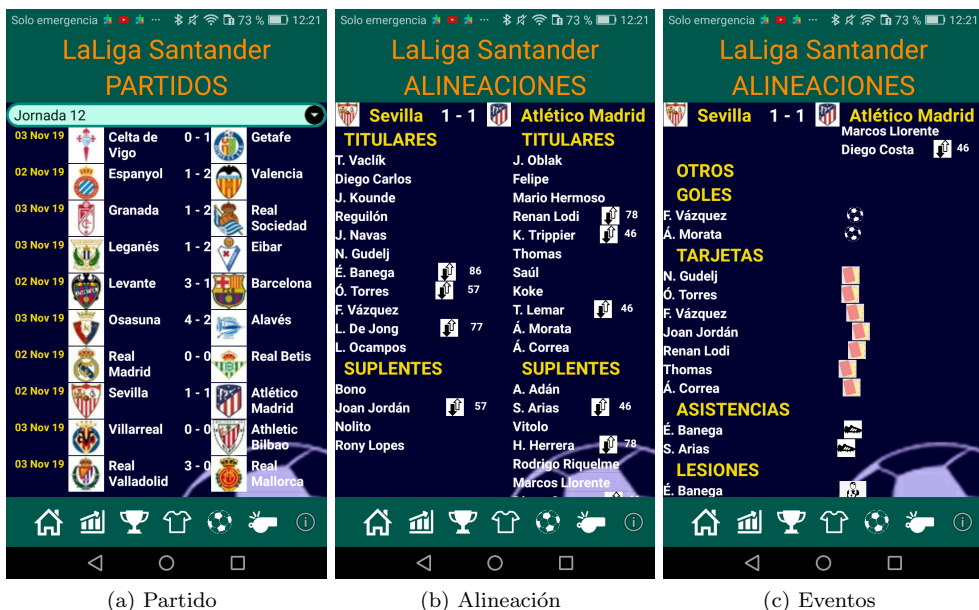 Solo emergencia 73 % 12:21
LaLiga Santander
PARTIDOS
Jornada 12
03 Nov 19 Celta de Vigo 0 - 1 Getafe
02 Nov 19 Espanyol 1 - 2 Valencia
03 Nov 19 Granada 1 - 2 Real Sociedad
03 Nov 19 Leganés 1 - 2 Eibar
02 Nov 19 Levante 3 - 1 Barcelona
03 Nov 19 Osasuna 4 - 2 Alavés
02 Nov 19 Real Madrid 0 - 0 Real Betis
02 Nov 19 Sevilla 1 - 1 Atlético Madrid
03 Nov 19 Villarreal 0 - 0 Athletic Bilbao
03 Nov 19 Real Valladolid 3 - 0 Real Mallorca
(a) Partido
Solo emergencia 73 % 12:21
LaLiga Santander
ALINEACIONES
Sevilla 1 - 1 Atlético Madrid
TITULARES TITULARES
T. Vaclík J. Oblak
Diego Carlos Felipe
J. Kounde Mario Hermoso
Reguilón Renan Lodi 78
J. Navas K. Trippier 46
N. Gudelj Thomas
É. Banega 86 Saúl
Ó. Torres 57 Koke
F. Vázquez T. Lemar 46
L. De Jong 77 Á. Morata
L. Ocampos Á. Correa
SUPLENTES SUPLENTES
Bono A. Adán
Joan Jordán 57 S. Arias 46
Nolito Vitolo
Rony Lopes H. Herrera 78
Rodrigo Riquelme
Marcos Llorente
(b) Alineación
Solo emergencia 73 % 12:21
LaLiga Santander
ALINEACIONES
Sevilla 1 - 1 Atlético Madrid
Marcos Llorente
Diego Costa 46
OTROS
GOLES
F. Vázquez
Á. Morata
TARJETAS
N. Gudelj
Ó. Torres
F. Vázquez
Joan Jordán
Renan Lodi
Thomas
Á. Correa
ASISTENCIAS
É. Banega
S. Arias
LESIONES
É. Banega
(c) Eventos